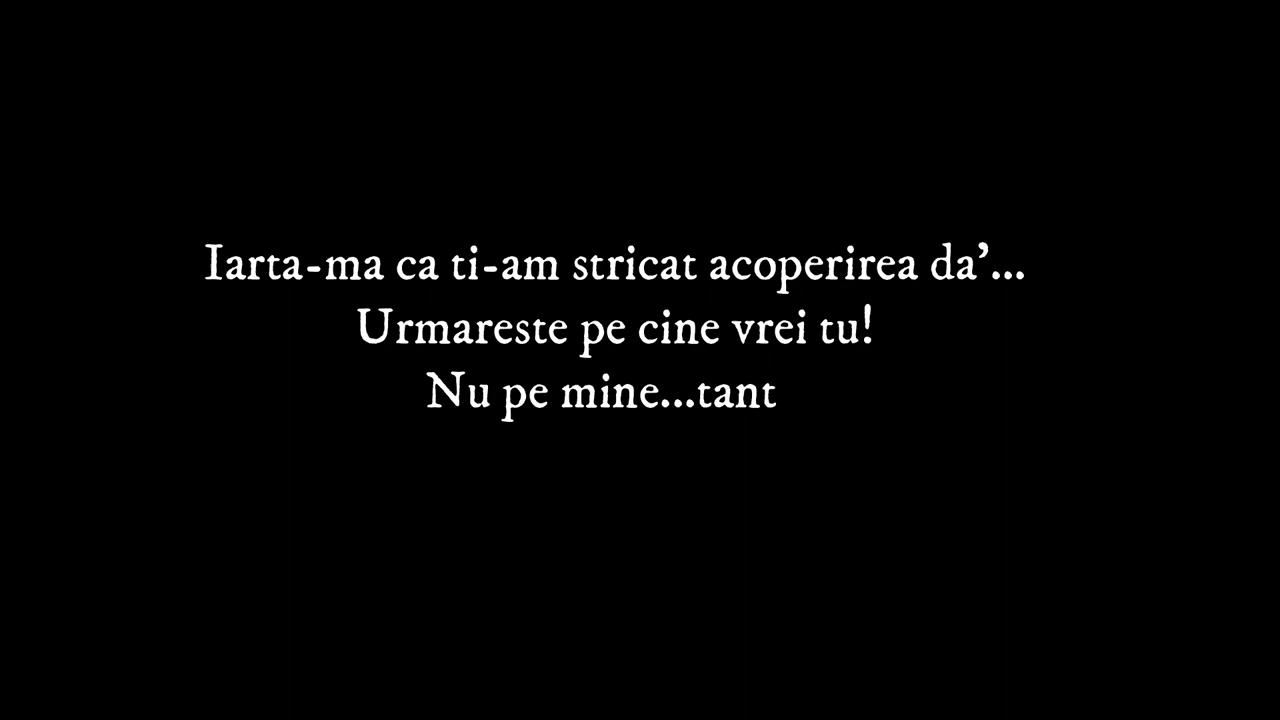 Iarta-ma ca ti-am stricat acoperirea da’...
Urmareste pe cine vrei tu!
Nu pe mine...tant